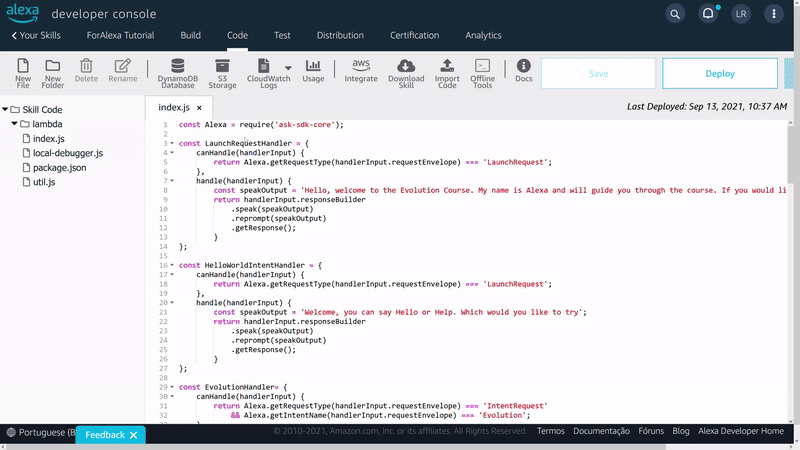 alexa developer console
LR
Your Skills ForAlexa Tutorial Build Code Test Distribution Certification Analytics
New File
New Folder
Delete
Rename
DynamoDB Database
S3 Storage
CloudWatch Logs
Usage
aws
Integrate
Download Skill
Import Code
Offline Tools
Docs
Save
Deploy
Skill Code
lambda
index.js
local-debugger.js
package.json
util.js
index.js ×
Last Deployed: Sep 13, 2021, 10:37 AM
1 const Alexa = require('ask-sdk-core');
2
3 const LaunchRequestHandler = {
4 canHandle(handlerInput) {
5 return Alexa.getRequestType(handlerInput.requestEnvelope) === 'LaunchRequest';
6 },
7 handle(handlerInput) {
8 const speakOutput = 'Hello, welcome to the Evolution Course. My name is Alexa and will guide you through the course. If you would li
9 return handlerInput.responseBuilder
10 .speak(speakOutput)
11 .reprompt(speakOutput)
12 .getResponse();
13 }
14 };
15
16 const HelloWorldIntentHandler = {
17 canHandle(handlerInput) {
18 return Alexa.getRequestType(handlerInput.requestEnvelope) === 'LaunchRequest';
19 },
20 handle(handlerInput) {
21 const speakOutput = 'Welcome, you can say Hello or Help. Which would you like to try';
22 return handlerInput.responseBuilder
23 .speak(speakOutput)
24 .reprompt(speakOutput)
25 .getResponse();
26 }
27 };
28
29 const EvolutionHandler= {
30 canHandle(handlerInput) {
31 return Alexa.getRequestType(handlerInput.requestEnvelope) === 'IntentRequest'
32 && Alexa.getIntentName(handlerInput.requestEnvelope) === 'Evolution';
Portuguese (B
Feedback ×
© 2010-2021, Amazon.com, Inc. or its affiliates. All Rights Reserved.
Termos Documentação Fóruns Blog Alexa Developer Home